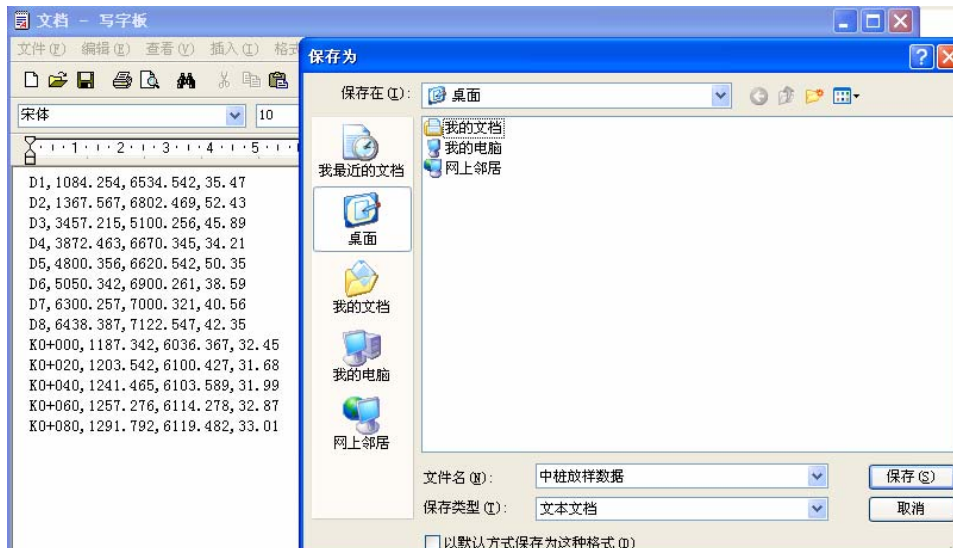 文档 - 写字板
文件(F) 编辑(E) 查看(V) 插入(I) 格式
宋体 10
1 2 3 4 5
D1,1084.254,6534.542,35.47
D2,1367.567,6802.469,52.43
D3,3457.215,5100.256,45.89
D4,3872.463,6670.345,34.21
D5,4800.356,6620.542,50.35
D6,5050.342,6900.261,38.59
D7,6300.257,7000.321,40.56
D8,6438.387,7122.547,42.35
K0+000,1187.342,6036.367,32.45
K0+020,1203.542,6100.427,31.68
K0+040,1241.465,6103.589,31.99
K0+060,1257.276,6114.278,32.87
K0+080,1291.792,6119.482,33.01
保存为
保存在(I): 桌面
我最近的文档
桌面
我的文档
我的电脑
网上邻居
我的文档
我的电脑
网上邻居
文件名(N): 中桩放样数据 保存(S)
保存类型(T): 文本文档 取消
以默认方式保存为这种格式(D)